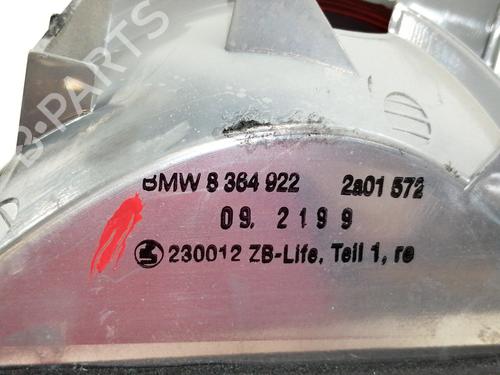 B-PARTS
BMW 8 364 922 2a01 572
09. 2199
230012 ZB-Life, Teil 1, re